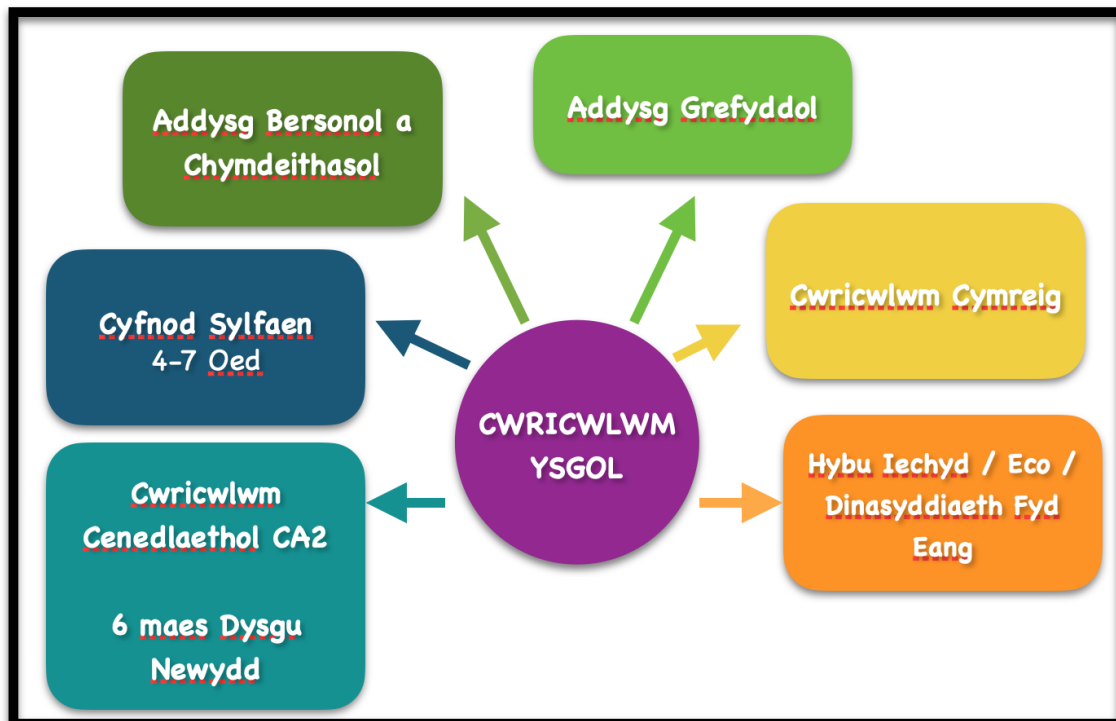 Addysg Bersonol a
Chymdeithasol
Addysg Grefyddol
Cyfnod Sylfaen
4-7 Oed
Cwricwlwm Cymreig
CWRICWLWM
YSGOL
Cwricwlwm
Cenedlaethol CA2
6 maes Dysgu
Newydd
Hybu Iechyd / Eco /
Dinasyddiaeth Fyd
Eang